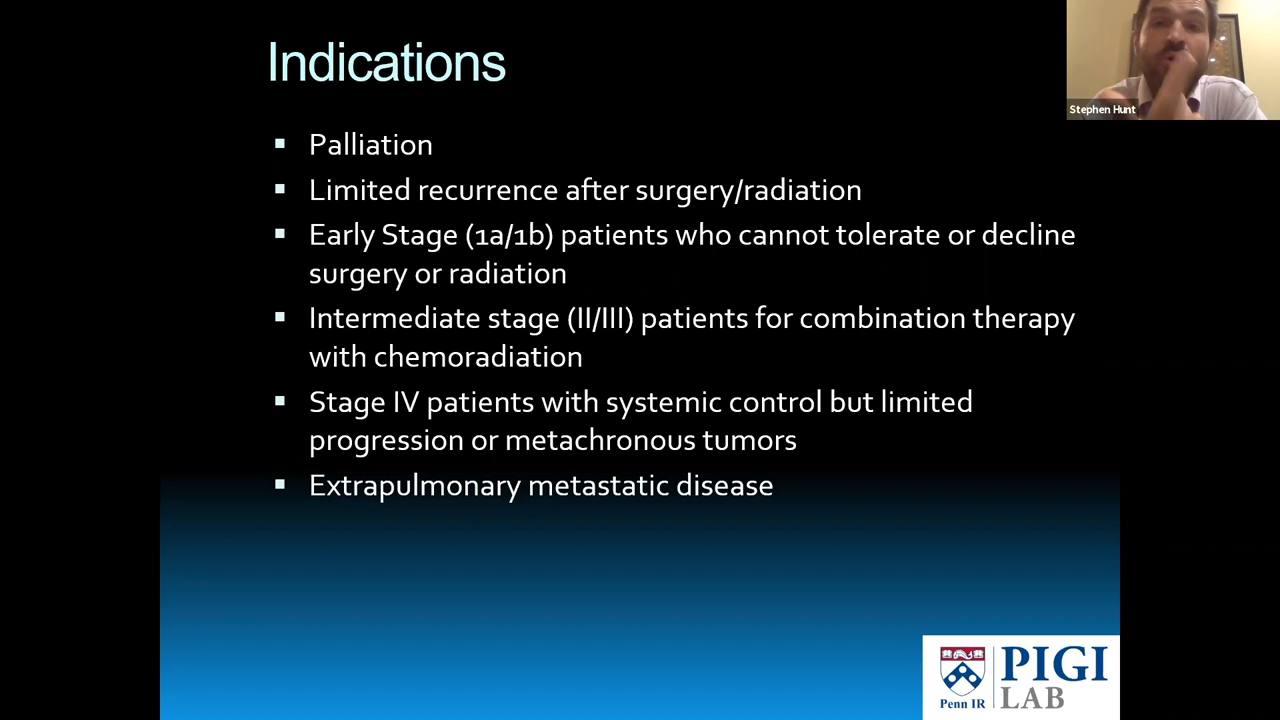 Indications
Stephen Hunt
▪ Palliation
▪ Limited recurrence after surgery/radiation
▪ Early Stage (1a/1b) patients who cannot tolerate or decline
surgery or radiation
▪ Intermediate stage (II/III) patients for combination therapy
with chemoradiation
▪ Stage IV patients with systemic control but limited
progression or metachronous tumors
▪ Extrapulmonary metastatic disease
PIGI
LAB
Penn IR